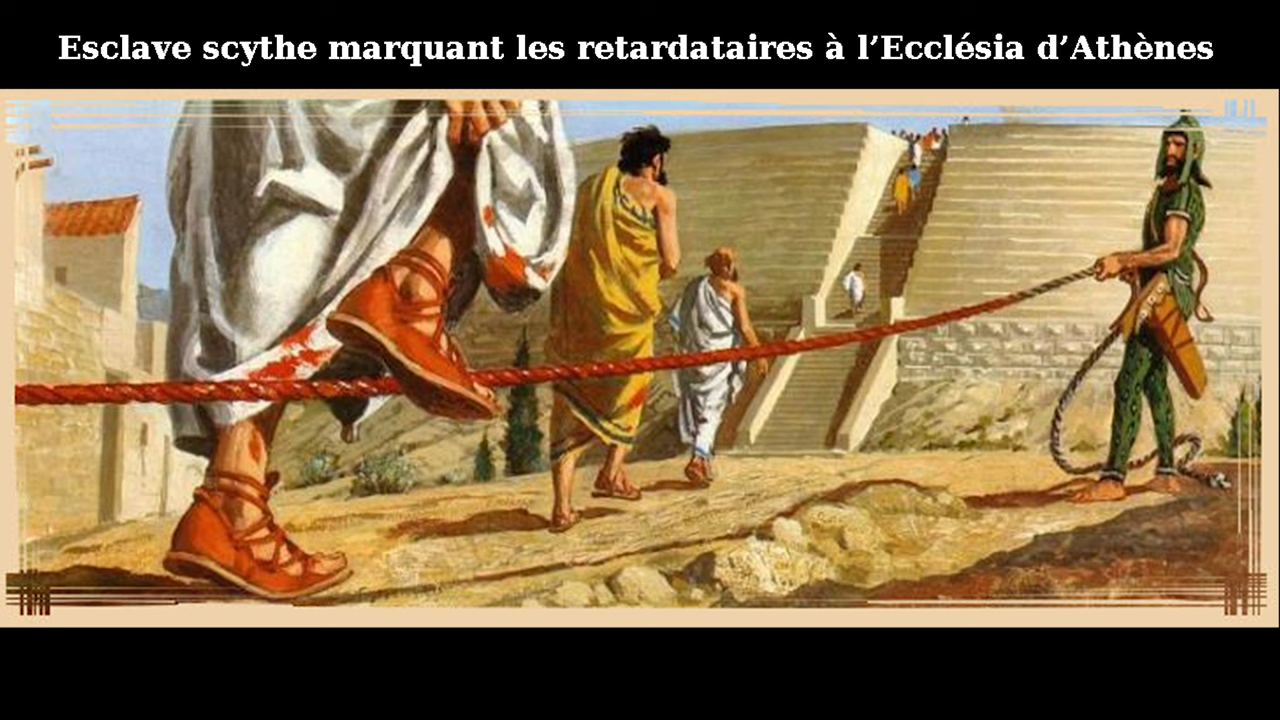 Esclave scythe marquant les retardataires à l’Ecclésia d’Athènes